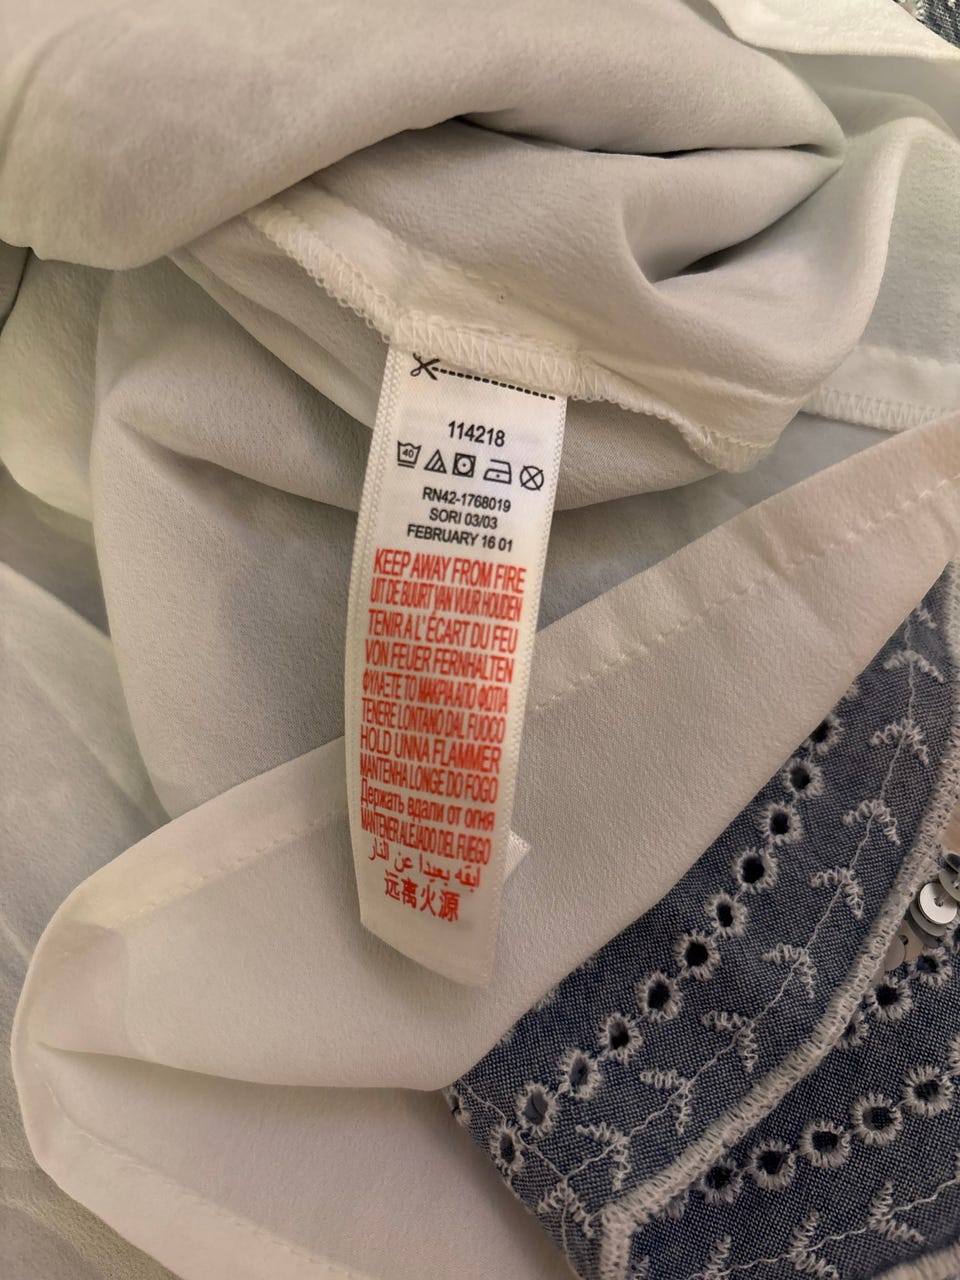 114218
40
RN42-1768019
SORI 03/03
FEBRUARY 16 01
KEEP AWAY FROM FIRE
UIT DE BUURT VAN VUUR HOUDEN
TENIR A L' ÉCART DU FEU
VON FEUER FERNHALTEN
ΦΥΛΑΞΤΕ ΤΟ ΜΑΚΡΙΑ ΑΠΟ ΦΩΤΙΑ
TENERE LONTANO DAL FUOCO
HOLD UNNA FLAMMER
MANTENHA LONGE DO FOGO
Держать вдали от огня
MANTENER ALEJADO DEL FUEGO
ابقه بعيدا عن النار
远离火源